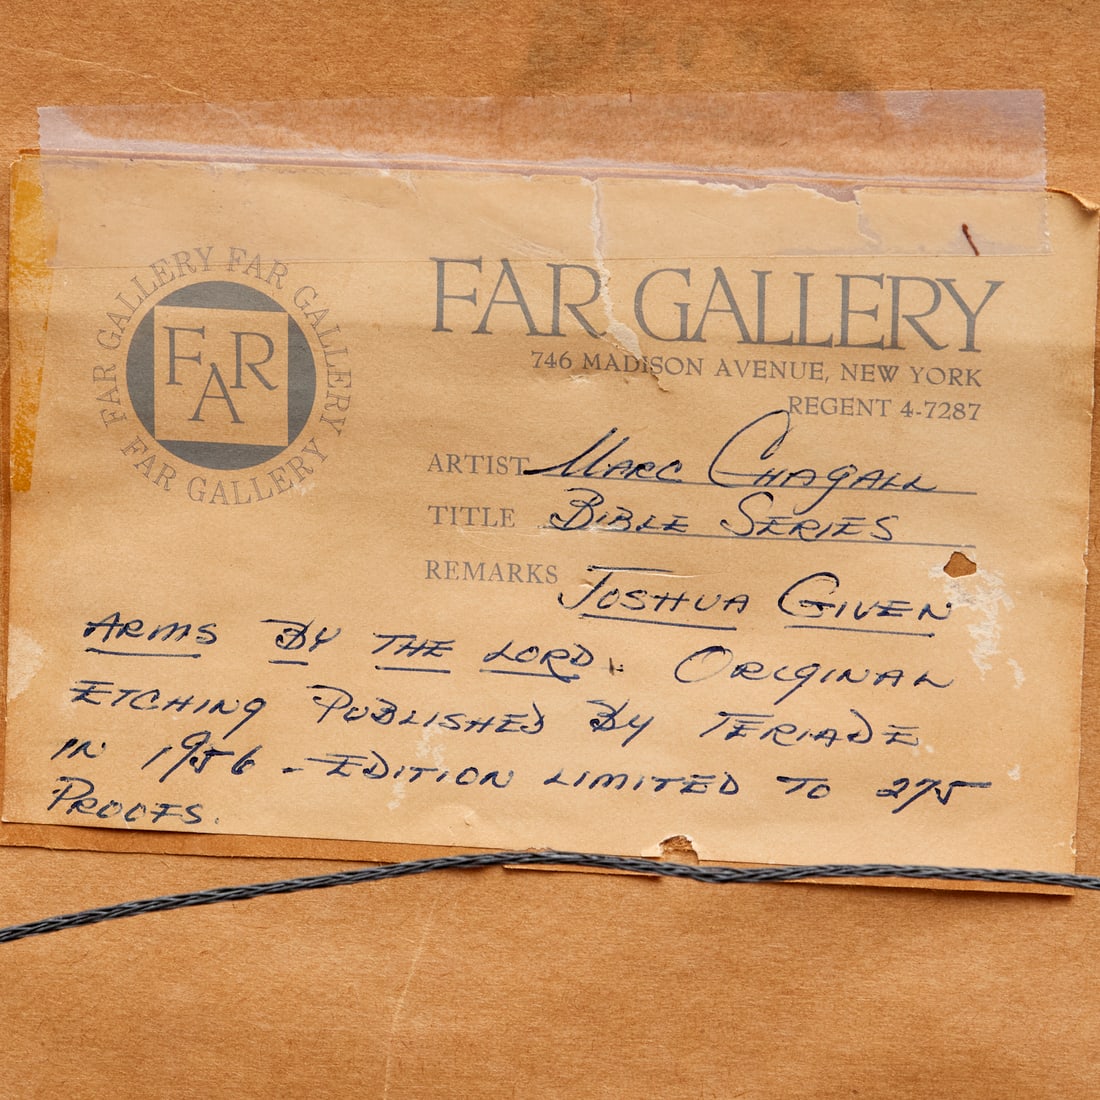 FAR GALLERY FAR GALLERY FAR GALLERY
FAR
FAR GALLERY
746 MADISON AVENUE, NEW YORK
REGENT 4-7287
ARTIST Marc Chagall
TITLE Bible Series
REMARKS Joshua Given
Arms By The Lord. Original
Etching Published By Teriade
in 1956 - Edition limited to 275
Proofs.